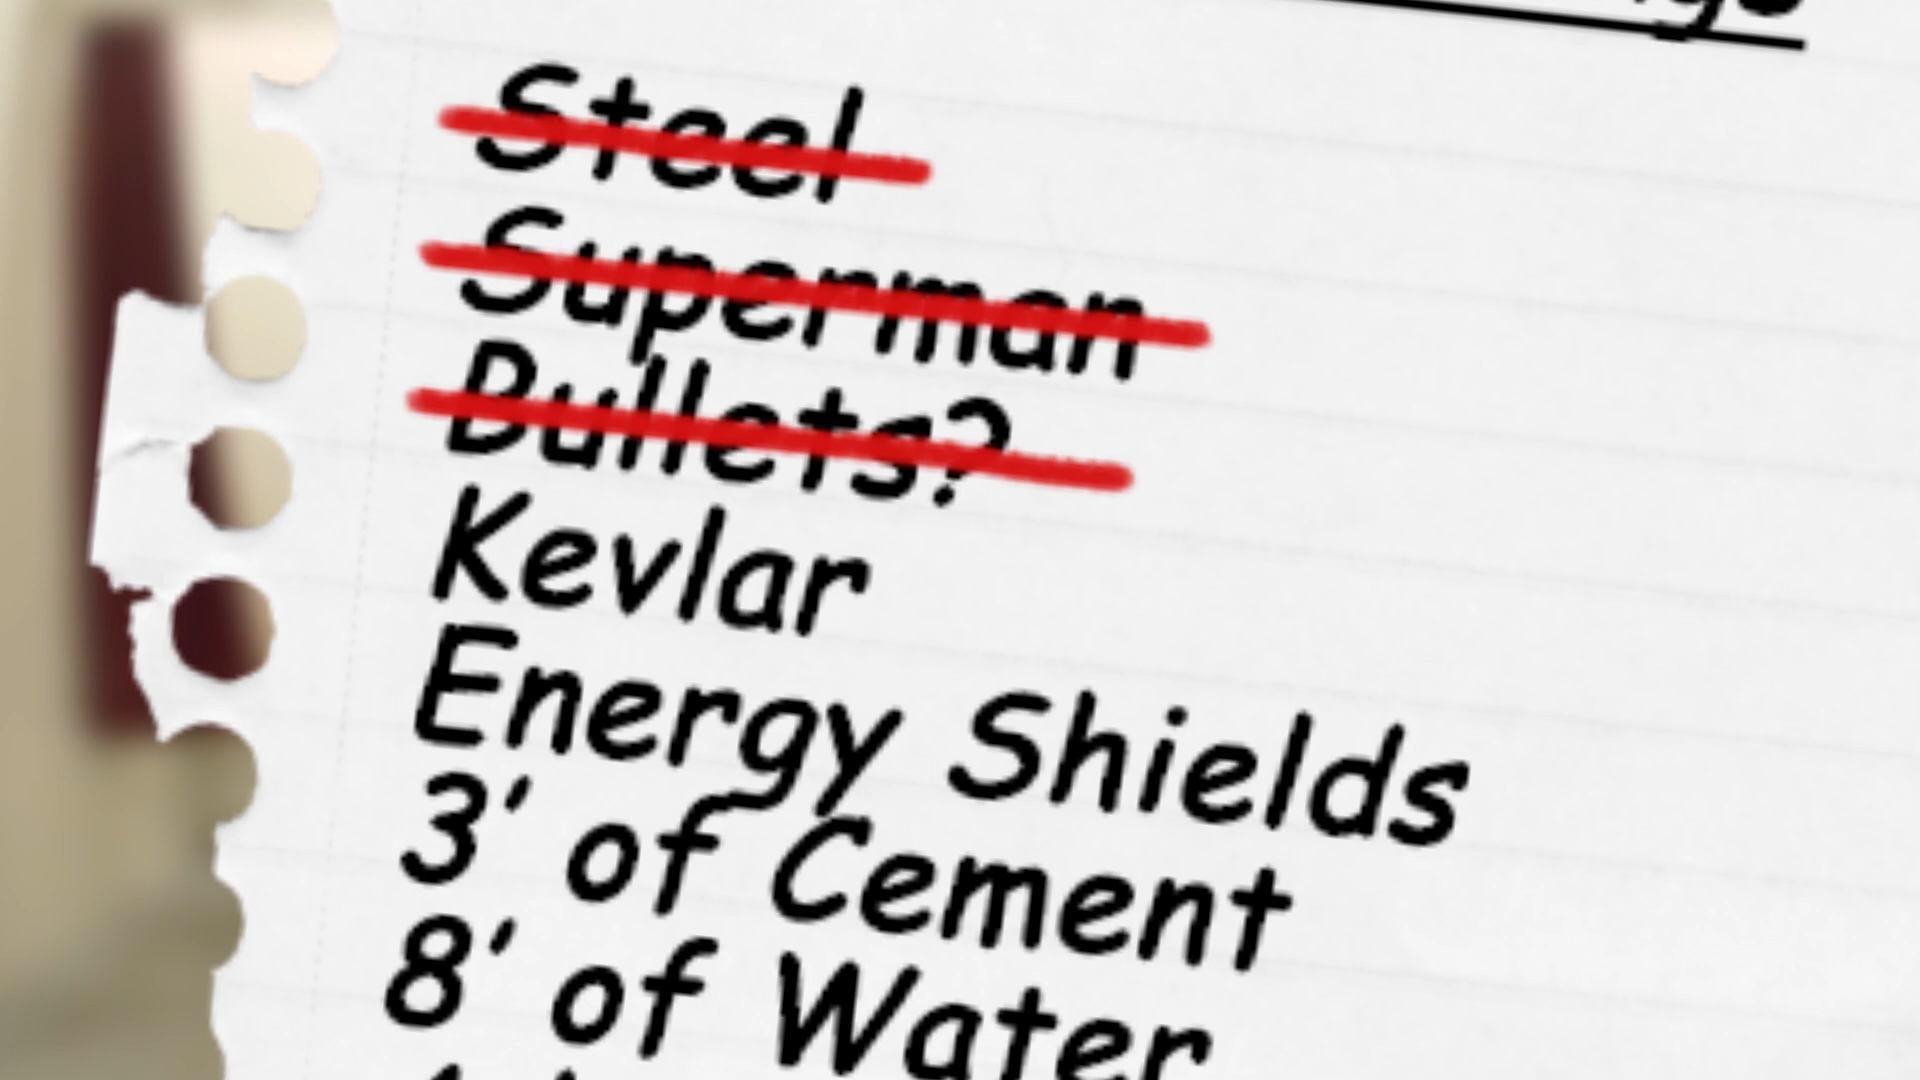 Steel
Superman
Bullets?
Kevlar
Energy Shields
3' of Cement
8' of Water